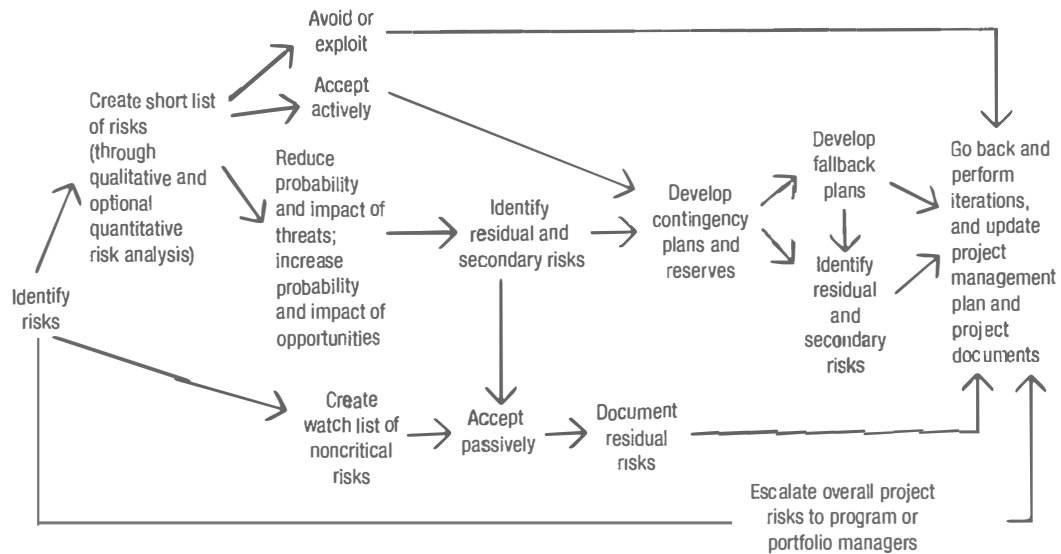 Avoid or
exploit
Accept
actively
Create short list
of risks
(through
qualitative and
optional
quantitative
risk analysis)
Reduce
probability
and impact of
threats;
increase
probability
and impact of
opportunities
Identify
risks
Identify
residual and
secondary risks
Develop
contingency
plans and
reserves
Develop
fallback
plans
Identify
residual
and
secondary
risks
Go back and
perform
iterations,
and update
project
management
plan and
project
documents
Create
watch list of
noncritical
risks
Accept
passively
Document
residual
risks
Escalate overall project
risks to program or
portfolio managers